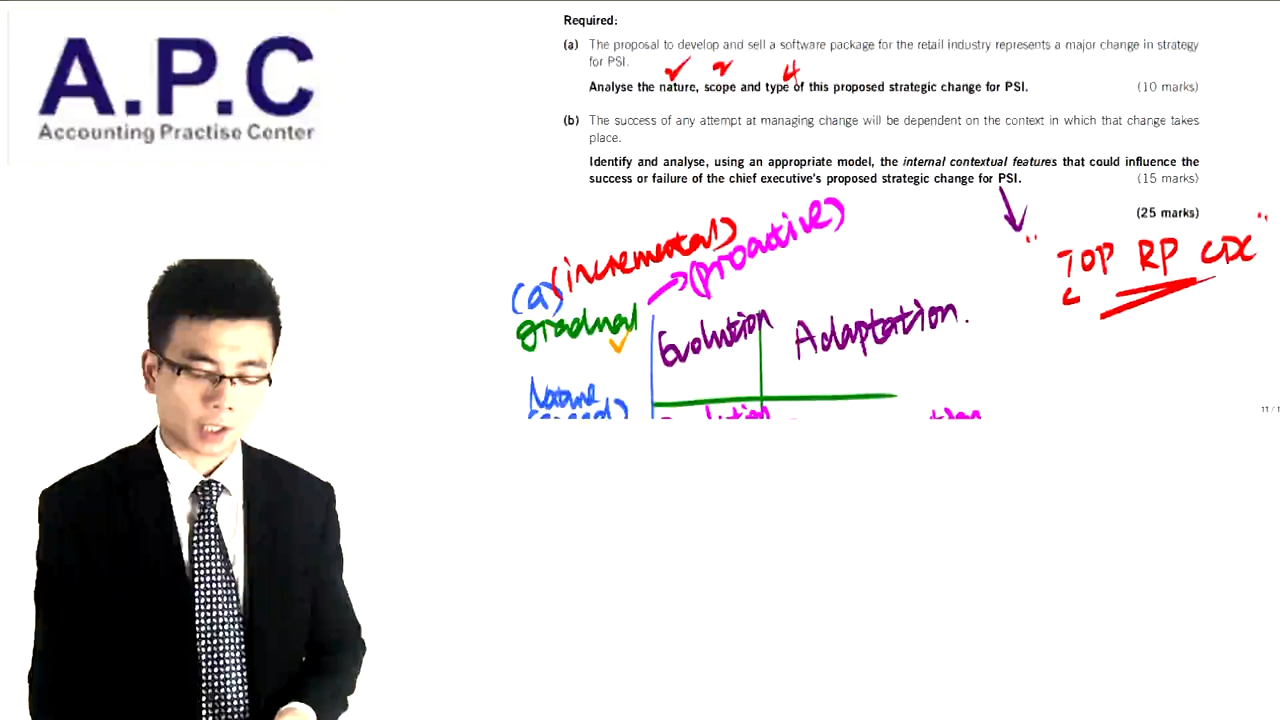 A.P.C
Accounting Practise Center
Required:
(a) The proposal to develop and sell a software package for the retail industry represents a major change in strategy
for PSI.
Analyse the nature, scope and type of this proposed strategic change for PSI. (10 marks)
(b) The success of any attempt at managing change will be dependent on the context in which that change takes
place.
Identify and analyse, using an appropriate model, the internal contextual features that could influence the
success or failure of the chief executive's proposed strategic change for PSI. (15 marks)
(25 marks)
2 4
" TOP RP CDC "
C
(a) (incremental)
(proactive)
gradual
Evolution Adaptation.
Nature